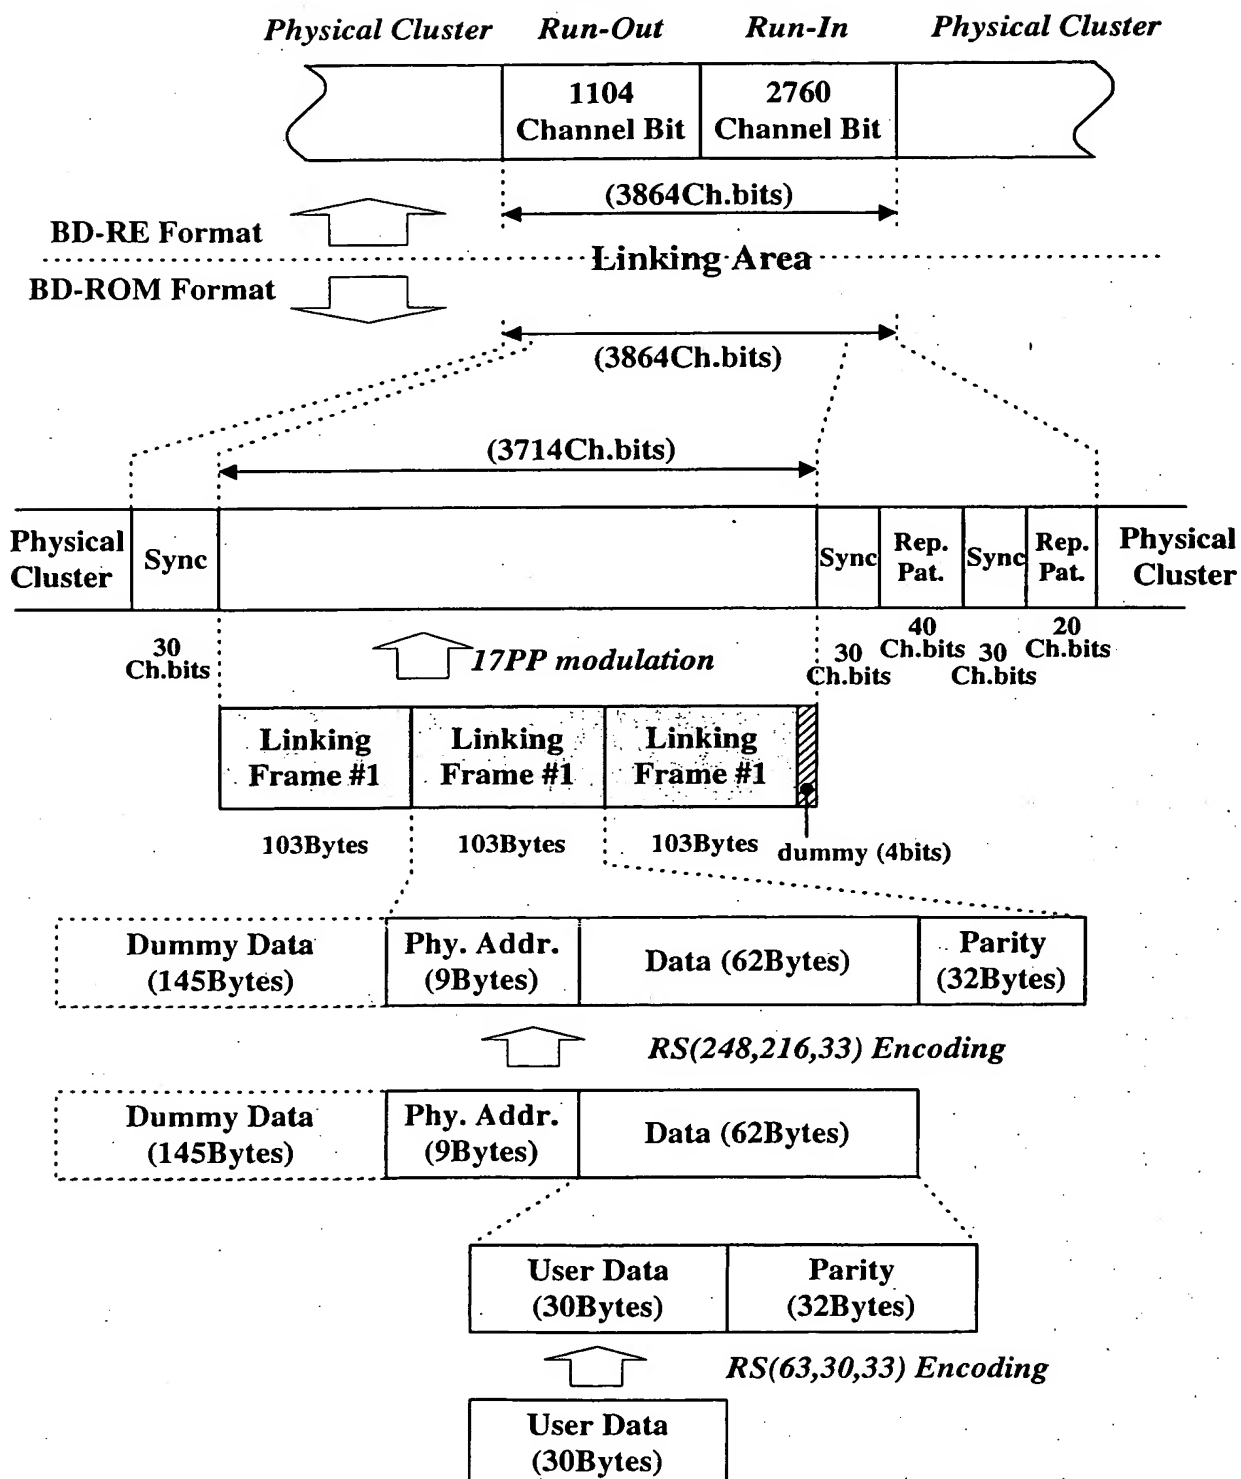 Physical Cluster Run-Out Run-In Physical Cluster
1104
Channel Bit
2760
Channel Bit
(3864Ch.bits)
BD-RE Format
Linking Area
BD-ROM Format
(3864Ch.bits)
(3714Ch.bits)
Physical
Cluster
Sync
Sync
Rep.
Pat.
Sync
Rep.
Pat.
Physical
Cluster
30
Ch.bits
17PP modulation
30
Ch.bits
40
Ch.bits
30
Ch.bits
20
Ch.bits
Linking
Frame #1
Linking
Frame #1
Linking
Frame #1
103Bytes
103Bytes
103Bytes
dummy (4bits)
Dummy Data
(145Bytes)
Phy. Addr.
(9Bytes)
Data (62Bytes)
Parity
(32Bytes)
RS(248,216,33) Encoding
Dummy Data
(145Bytes)
Phy. Addr.
(9Bytes)
Data (62Bytes)
User Data
(30Bytes)
Parity
(32Bytes)
RS(63,30,33) Encoding
User Data
(30Bytes)